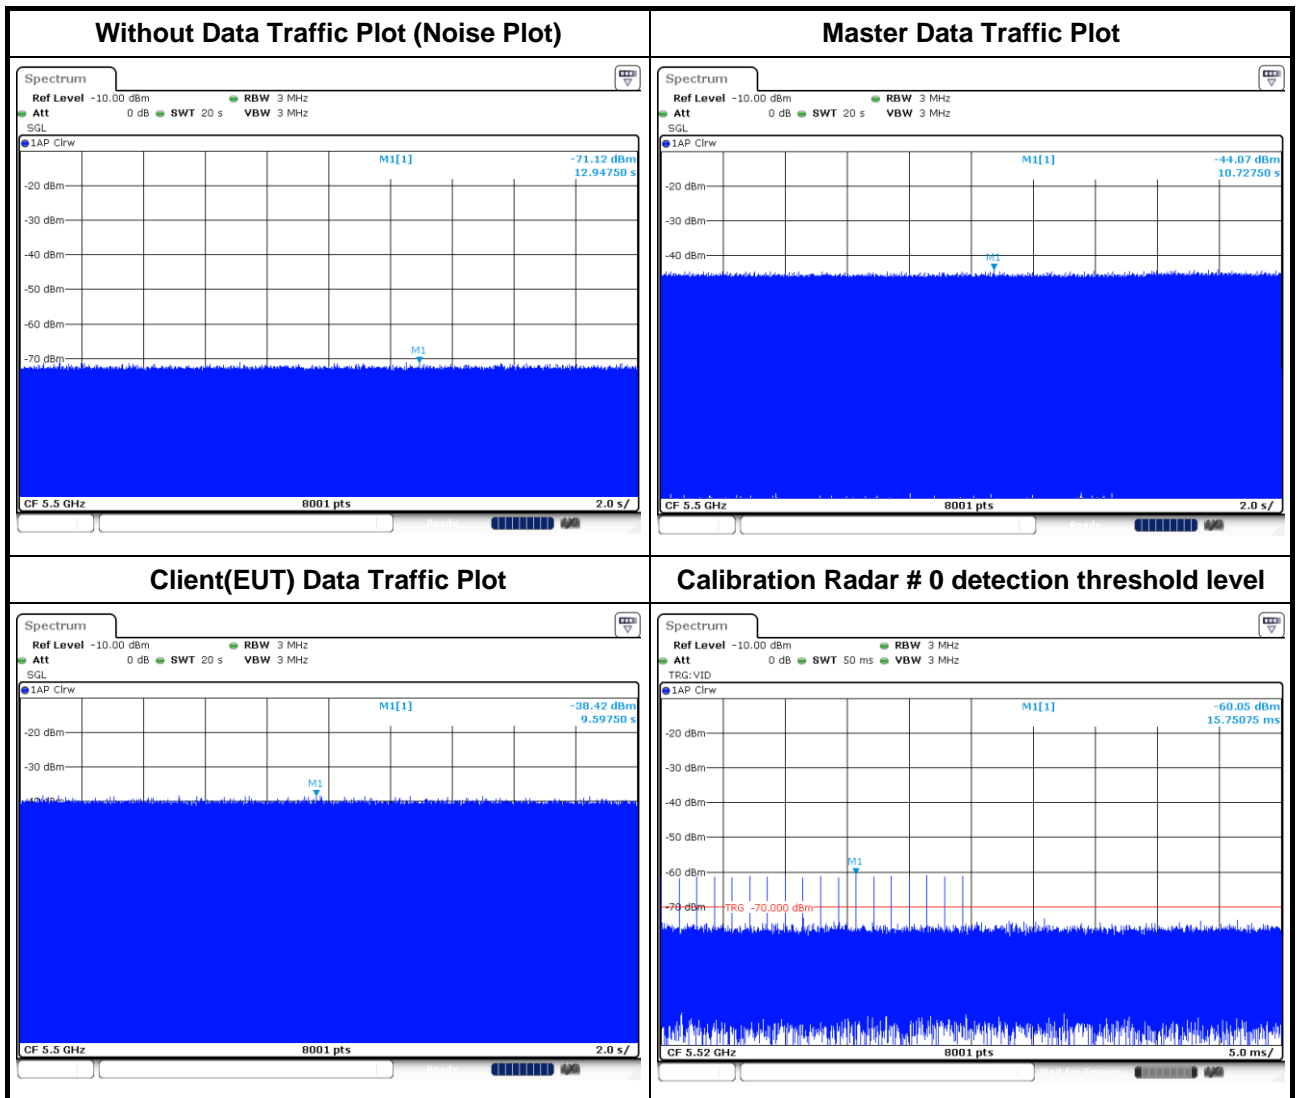 Without Data Traffic Plot (Noise Plot)
Spectrum
Ref Level -10.00 dBm RBW 3 MHz
Att 0 dB SWT 20 s VBW 3 MHz
SGL
1AP Clrw
M1[1] -71.12 dBm
12.94750 s
-20 dBm
-30 dBm
-40 dBm
-50 dBm
-60 dBm
M1
-70 dBm
CF 5.5 GHz 8001 pts 2.0 s/
Master Data Traffic Plot
Spectrum
Ref Level -10.00 dBm RBW 3 MHz
Att 0 dB SWT 20 s VBW 3 MHz
SGL
1AP Clrw
M1[1] -44.07 dBm
10.72750 s
-20 dBm
-30 dBm
-40 dBm
M1
CF 5.5 GHz 8001 pts 2.0 s/
Client(EUT) Data Traffic Plot
Spectrum
Ref Level -10.00 dBm RBW 3 MHz
Att 0 dB SWT 20 s VBW 3 MHz
SGL
1AP Clrw
M1[1] -38.42 dBm
9.59750 s
-20 dBm
-30 dBm
M1
CF 5.5 GHz 8001 pts 2.0 s/
Calibration Radar # 0 detection threshold level
Spectrum
Ref Level -10.00 dBm RBW 3 MHz
Att 0 dB SWT 50 ms VBW 3 MHz
TRG:VID
1AP Clrw
M1[1] -60.05 dBm
15.75075 ms
-20 dBm
-30 dBm
-40 dBm
-50 dBm
M1
-60 dBm
-70 dBm TRG -70.000 dBm
CF 5.52 GHz 8001 pts 5.0 ms/